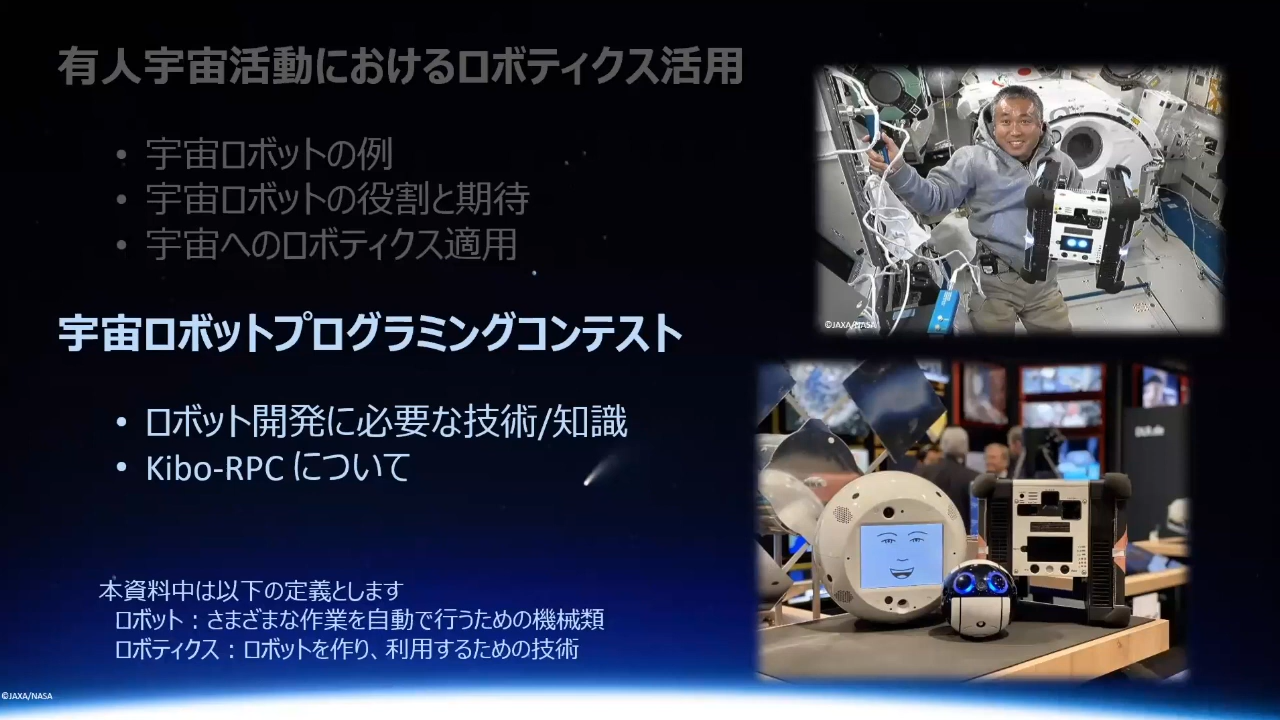 有人宇宙活動におけるロボティクス活用
• 宇宙ロボットの例
• 宇宙ロボットの役割と期待
• 宇宙へのロボティクス適用
宇宙ロボットプログラミングコンテスト
• ロボット開発に必要な技術/知識
• Kibo-RPC について
本資料中は以下の定義とします
ロボット：さまざまな作業を自動で行うための機械類
ロボティクス：ロボットを作り、利用するための技術
©JAXA/NASA
©JAXA/NASA
DLR.de